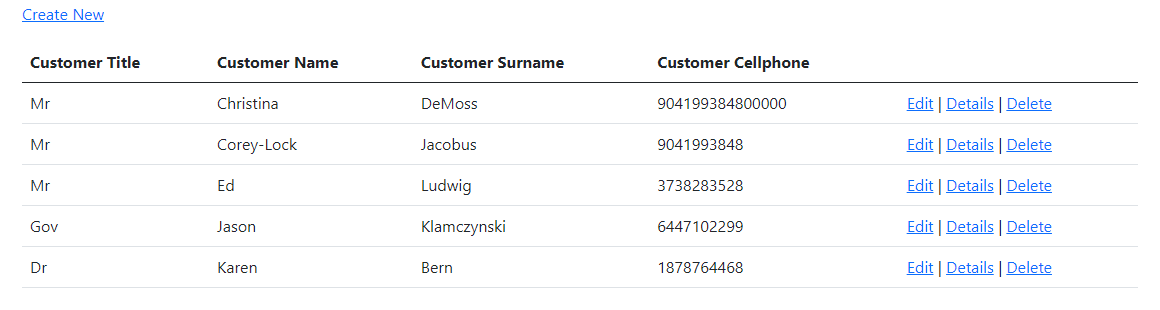 Create New
Customer Title Customer Name Customer Surname Customer Cellphone
Mr Christina DeMoss 904199384800000 Edit | Details | Delete
Mr Corey-Lock Jacobus 9041993848 Edit | Details | Delete
Mr Ed Ludwig 3738283528 Edit | Details | Delete
Gov Jason Klamczynski 6447102299 Edit | Details | Delete
Dr Karen Bern 1878764468 Edit | Details | Delete